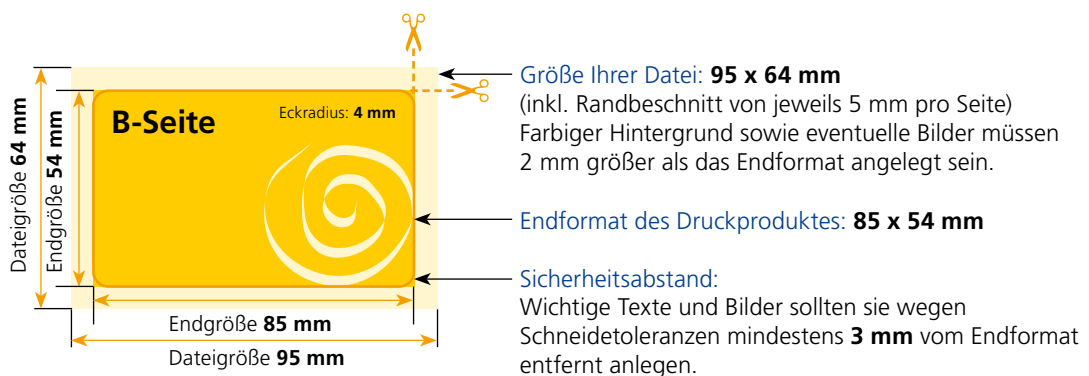 B-Seite
Eckradius: 4 mm
Dateigröße 64 mm
Endgröße 54 mm
Endgröße 85 mm
Dateigröße 95 mm
Größe Ihrer Datei: 95 x 64 mm
(inkl. Randbeschnitt von jeweils 5 mm pro Seite)
Farbiger Hintergrund sowie eventuelle Bilder müssen
2 mm größer als das Endformat angelegt sein.
Endformat des Druckproduktes: 85 x 54 mm
Sicherheitsabstand:
Wichtige Texte und Bilder sollten sie wegen
Schneidetoleranzen mindestens 3 mm vom Endformat
entfernt anlegen.